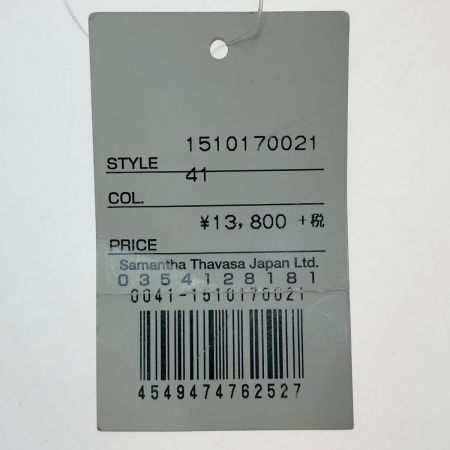 1510170021
STYLE
41
COL.
¥13,800 +税
PRICE
Samantha Thavasa Japan Ltd.
0354128181
0041-1510170021
4549474762527